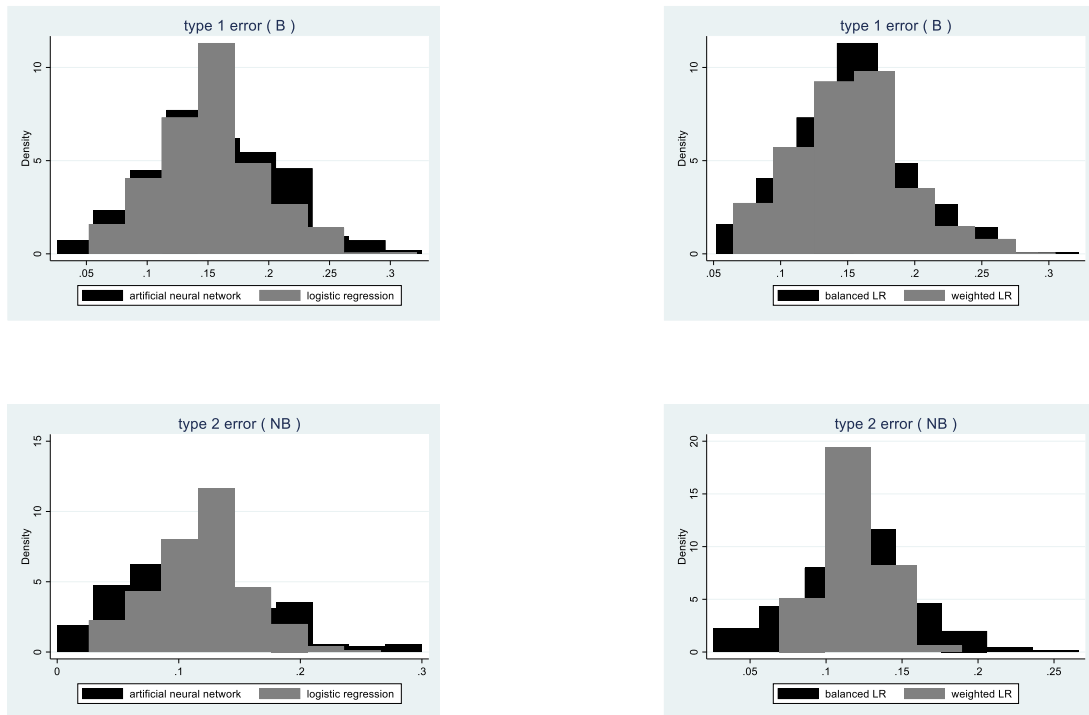 type 1 error ( B )
Density
10
5
0
.05 .1 .15 .2 .25 .3
artificial neural network logistic regression
type 1 error ( B )
Density
10
5
0
.05 .1 .15 .2 .25 .3
balanced LR weighted LR
type 2 error ( NB )
Density
15
10
5
0
0 .1 .2 .3
artificial neural network logistic regression
type 2 error ( NB )
Density
20
15
10
5
0
.05 .1 .15 .2 .25
balanced LR weighted LR